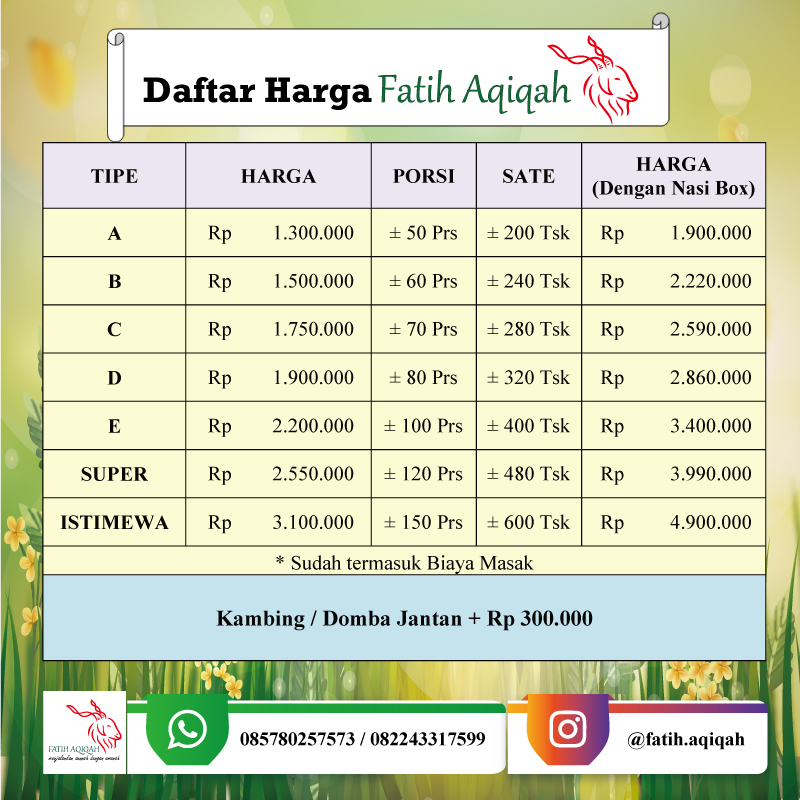 Daftar Harga Fatih Aqiqah
TIPE HARGA PORSI SATE HARGA (Dengan Nasi Box)
A Rp 1.300.000 ± 50 Prs ± 200 Tsk Rp 1.900.000
B Rp 1.500.000 ± 60 Prs ± 240 Tsk Rp 2.220.000
C Rp 1.750.000 ± 70 Prs ± 280 Tsk Rp 2.590.000
D Rp 1.900.000 ± 80 Prs ± 320 Tsk Rp 2.860.000
E Rp 2.200.000 ± 100 Prs ± 400 Tsk Rp 3.400.000
SUPER Rp 2.550.000 ± 120 Prs ± 480 Tsk Rp 3.990.000
ISTIMEWA Rp 3.100.000 ± 150 Prs ± 600 Tsk Rp 4.900.000
* Sudah termasuk Biaya Masak
Kambing / Domba Jantan + Rp 300.000
FATIH AQIQAH
menjalankan sunnah dengan amanah
085780257573 / 082243317599
@fatih.aqiqah